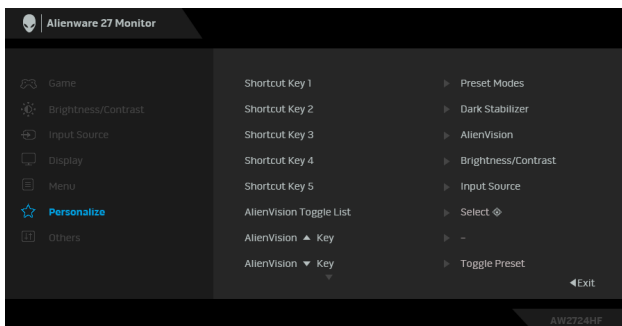 Alienware 27 Monitor
Game
Brightness/Contrast
Input Source
Display
Menu
Personalize
Others
Shortcut Key 1 Preset Modes
Shortcut Key 2 Dark Stabilizer
Shortcut Key 3 AlienVision
Shortcut Key 4 Brightness/Contrast
Shortcut Key 5 Input Source
AlienVision Toggle List Select
AlienVision ▲ Key –
AlienVision ▼ Key Toggle Preset
◀Exit
AW2724HF